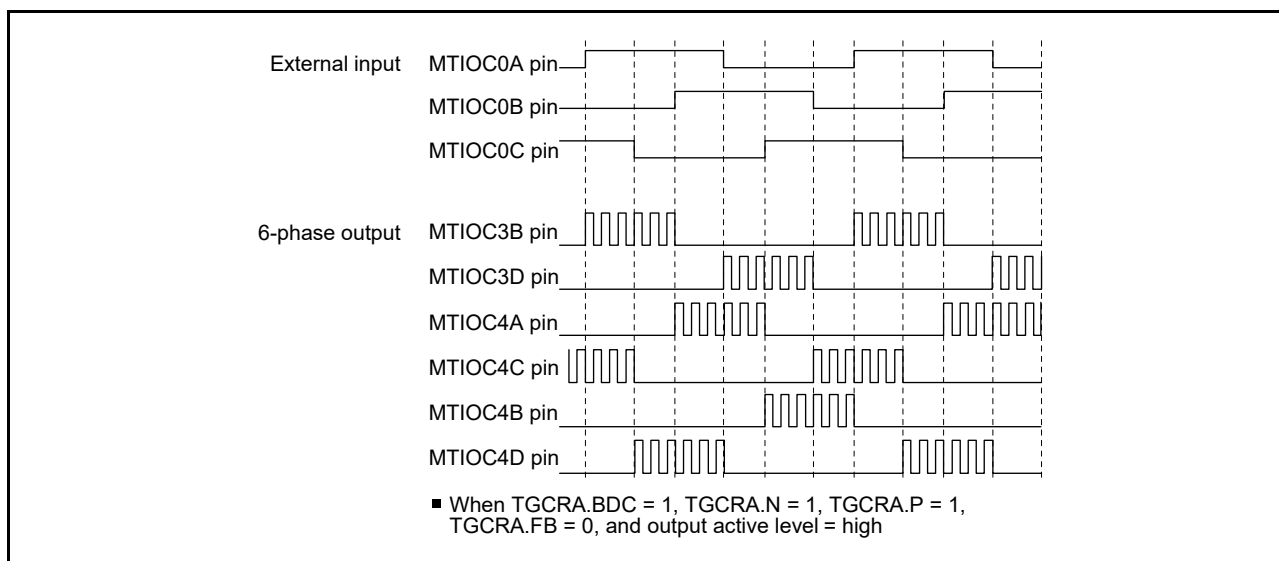 External input MTIOC0A pin
MTIOC0B pin
MTIOC0C pin
6-phase output MTIOC3B pin
MTIOC3D pin
MTIOC4A pin
MTIOC4C pin
MTIOC4B pin
MTIOC4D pin
■ When TGCRA.BDC = 1, TGCRA.N = 1, TGCRA.P = 1,
TGCRA.FB = 0, and output active level = high